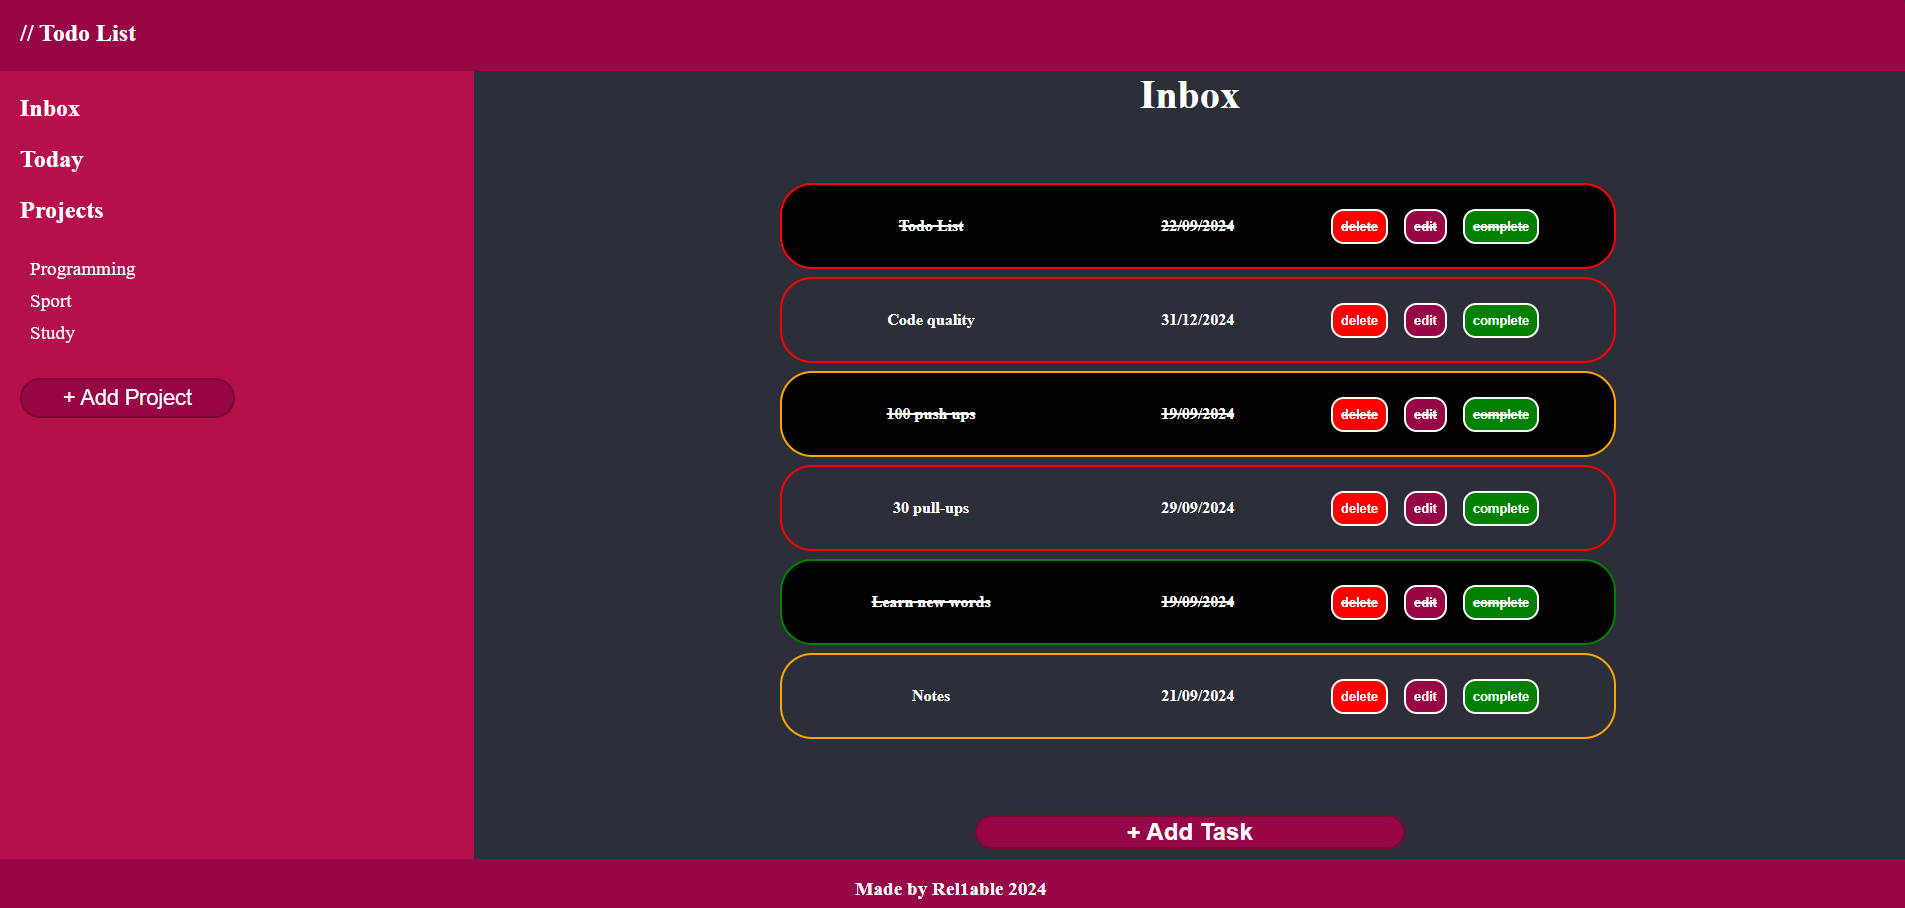 // Todo List
Inbox
Today
Projects
Programming
Sport
Study
+ Add Project
Inbox
Todo List 22/09/2024 delete edit complete
Code quality 31/12/2024 delete edit complete
100 push-ups 19/09/2024 delete edit complete
30 pull-ups 29/09/2024 delete edit complete
Learn new words 19/09/2024 delete edit complete
Notes 21/09/2024 delete edit complete
+ Add Task
Made by Rel1able 2024